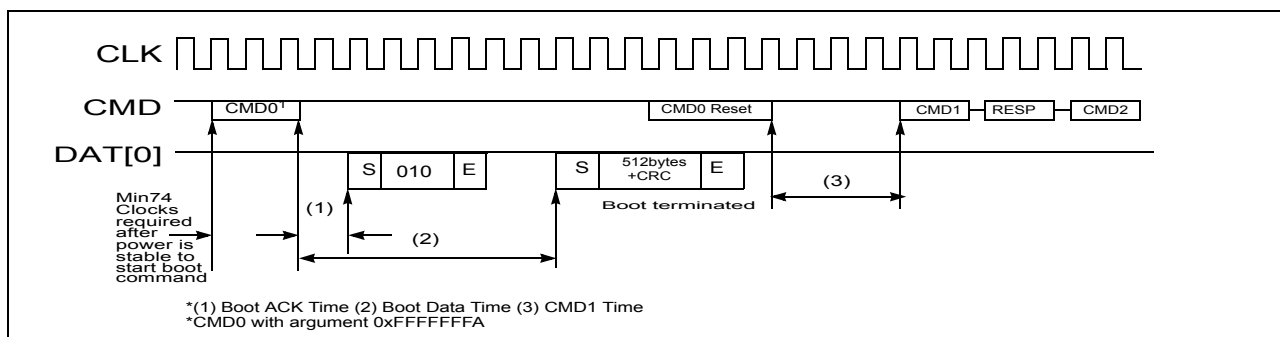 CLK
CMD
CMD0¹
CMD0 Reset
CMD1
RESP
CMD2
DAT[0]
S
010
E
S
512bytes
+CRC
E
Boot terminated
Min74
Clocks
required
after
power is
stable to
start boot
command
(1)
(2)
(3)
*(1) Boot ACK Time (2) Boot Data Time (3) CMD1 Time
*CMD0 with argument 0xFFFFFFFA